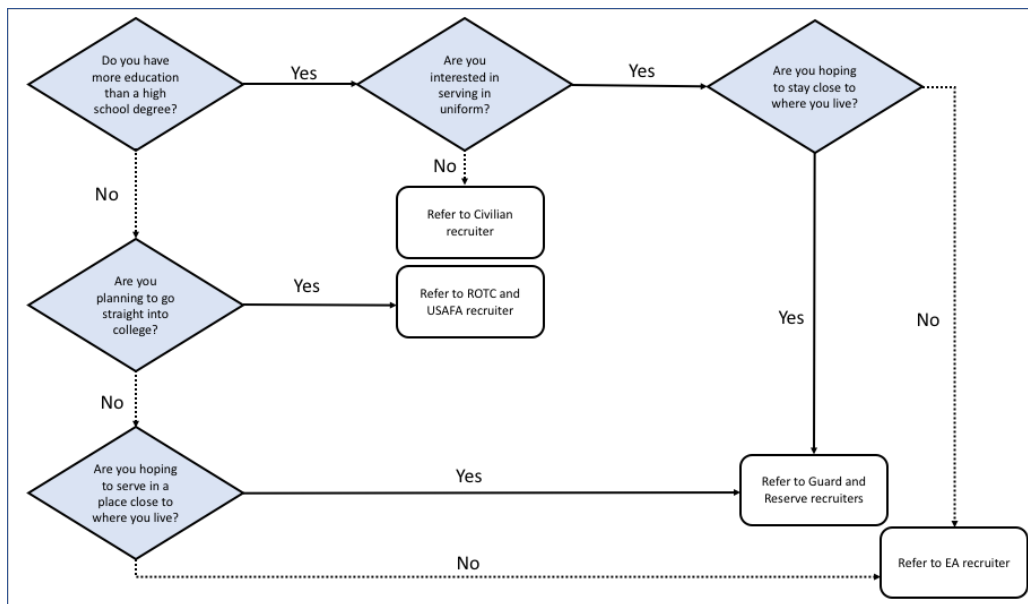 Do you have
more education
than a high
school degree?
Yes
Are you
interested in
serving in
uniform?
Yes
Are you hoping
to stay close to
where you live?
No
No
Refer to Civilian
recruiter
Are you
planning to go
straight into
college?
Yes
Refer to ROTC and
USAFA recruiter
Yes
No
No
Are you hoping
to serve in a
place close to
where you live?
Yes
Refer to Guard and
Reserve recruiters
No
Refer to EA recruiter